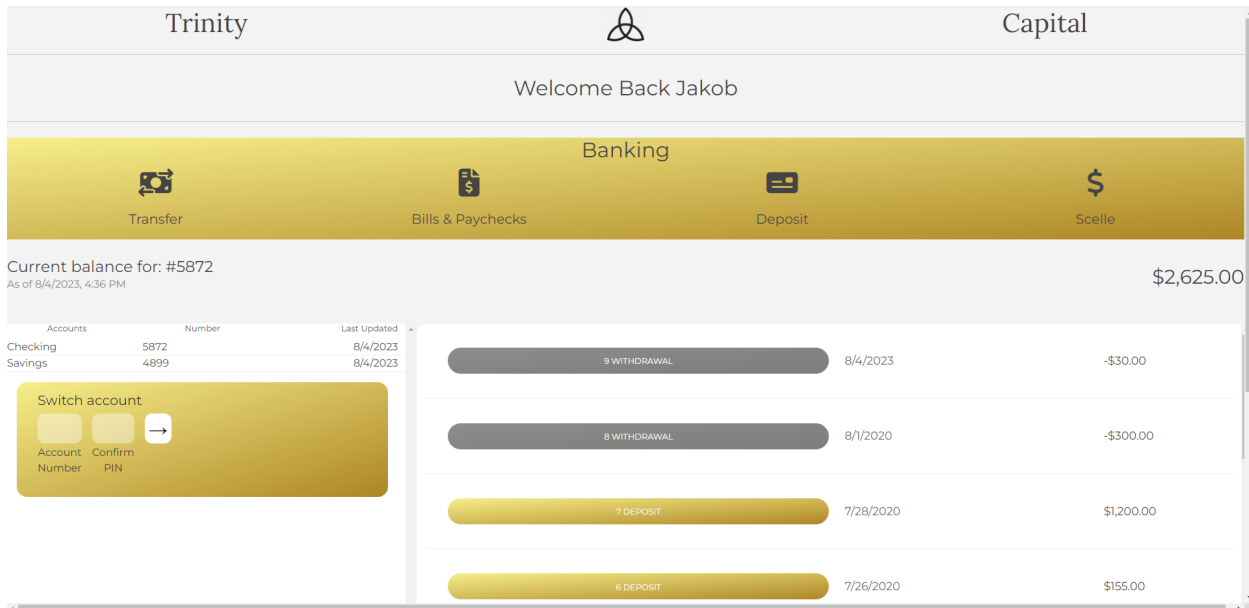 Trinity Capital
Welcome Back Jakob
Banking
Transfer Bills & Paychecks Deposit Scelle
Current balance for: #5872
As of 8/4/2023, 4:36 PM
$2,625.00
Accounts Number Last Updated
Checking 5872 8/4/2023
Savings 4899 8/4/2023
Switch account
→
Account Number
Confirm PIN
9 WITHDRAWAL 8/4/2023 -$30.00
8 WITHDRAWAL 8/1/2020 -$300.00
7 DEPOSIT 7/28/2020 $1,200.00
6 DEPOSIT 7/26/2020 $155.00